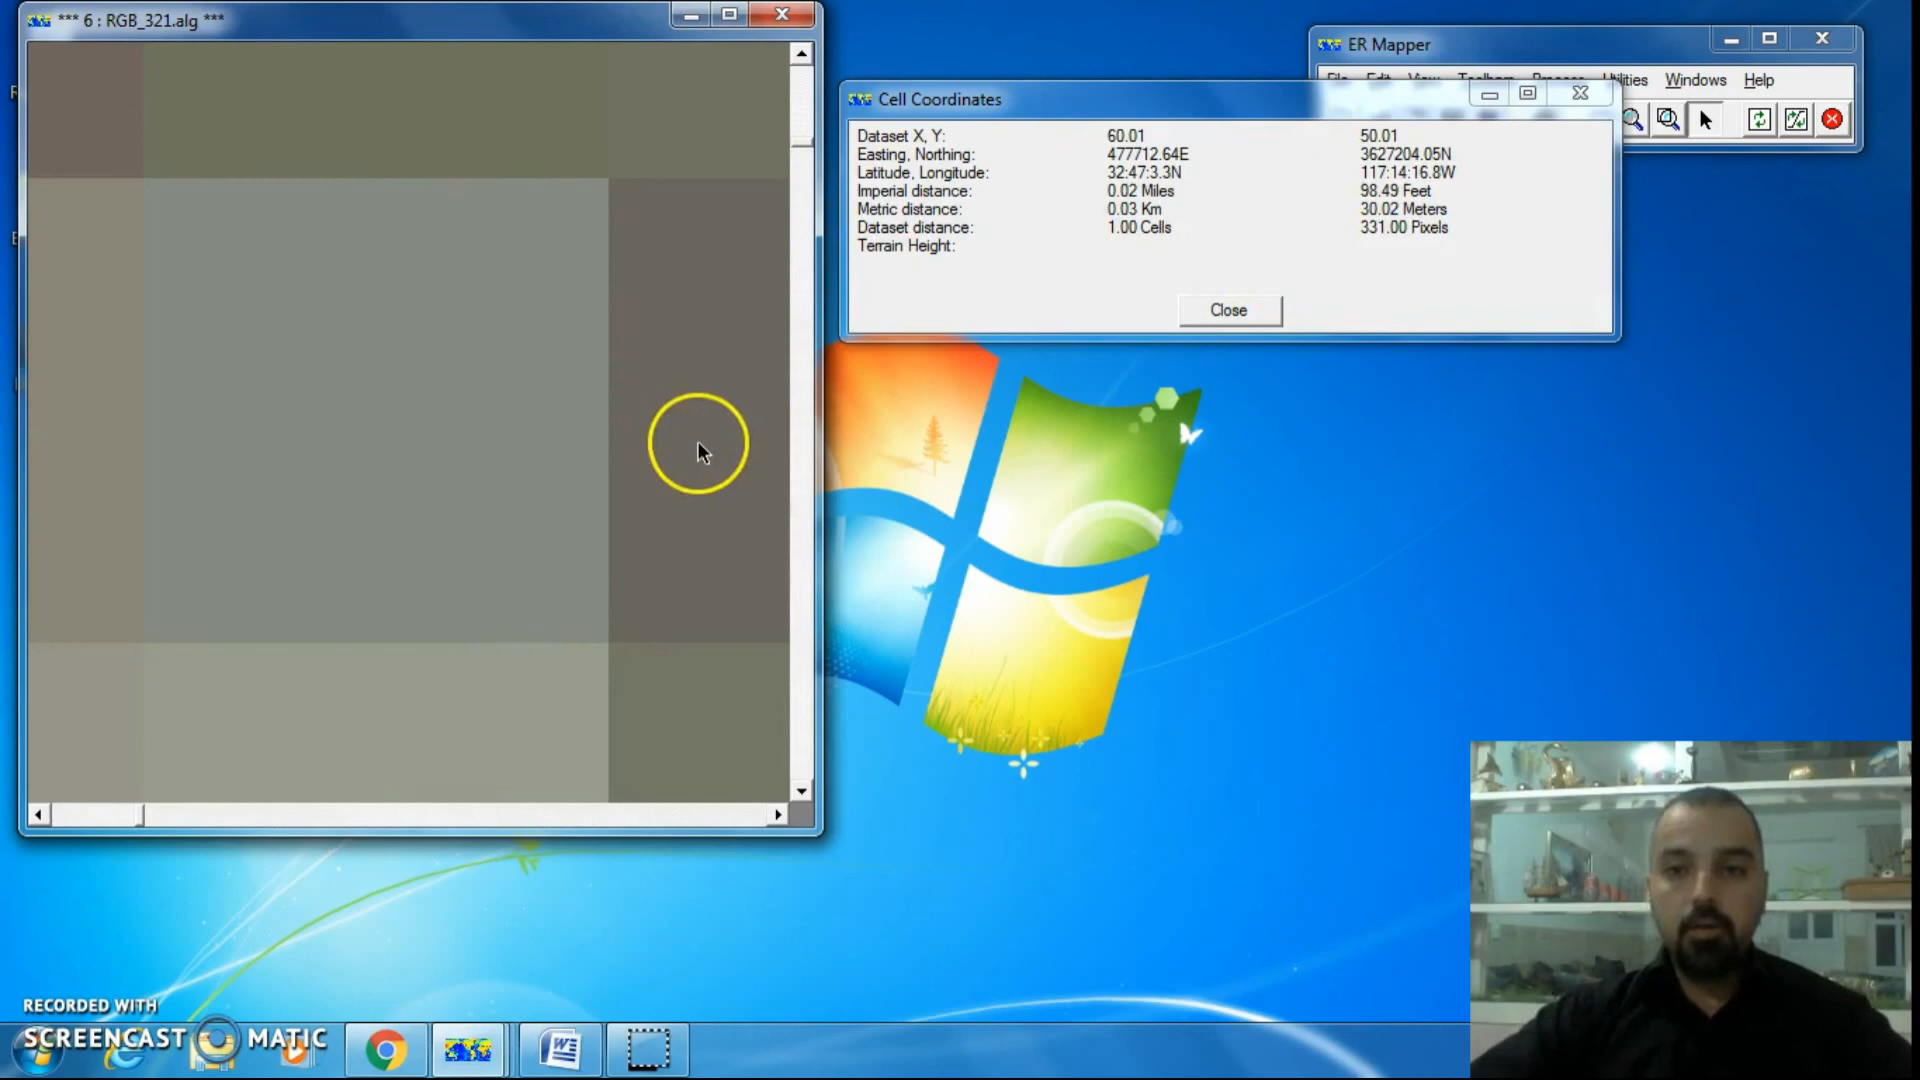 *** 6 : RGB_321.alg ***
ER Mapper
Utilities Windows Help
Cell Coordinates
Dataset X, Y: 60.01 50.01
Easting, Northing: 477712.64E 3627204.05N
Latitude, Longitude: 32:47:3.3N 117:14:16.8W
Imperial distance: 0.02 Miles 98.49 Feet
Metric distance: 0.03 Km 30.02 Meters
Dataset distance: 1.00 Cells 331.00 Pixels
Terrain Height:
Close
RECORDED WITH
SCREENCAST MATIC